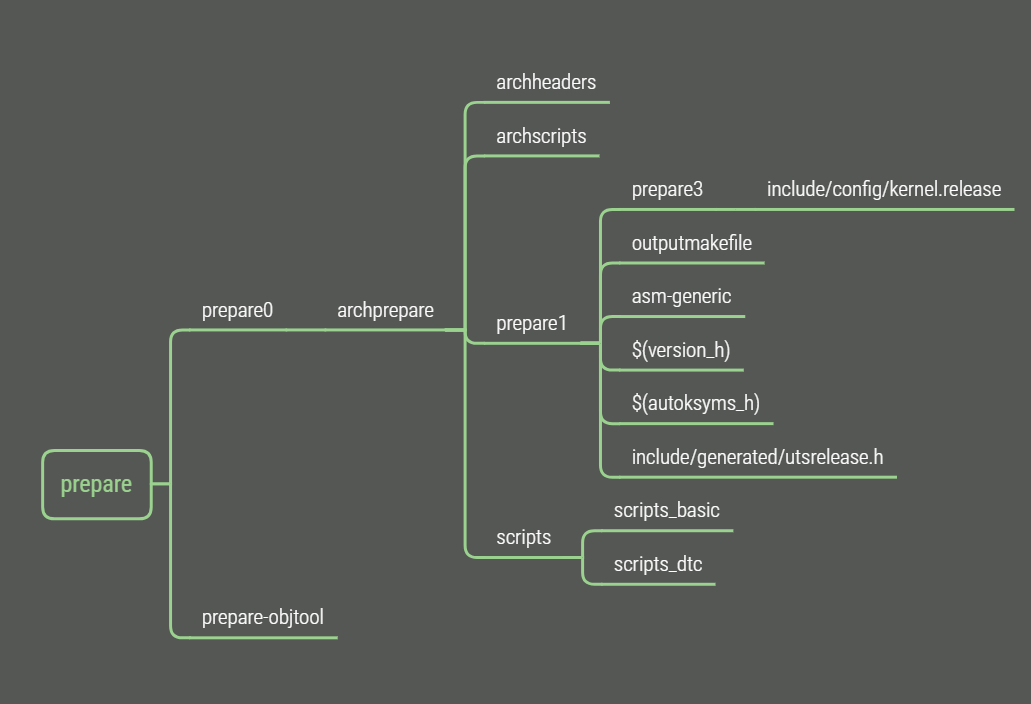 archheaders
archscripts
prepare3 include/config/kernel.release
outputmakefile
asm-generic
prepare0 archprepare
prepare1
$(version_h)
$(autoksyms_h)
include/generated/utsrelease.h
prepare
scripts_basic
scripts
scripts_dtc
prepare-objtool